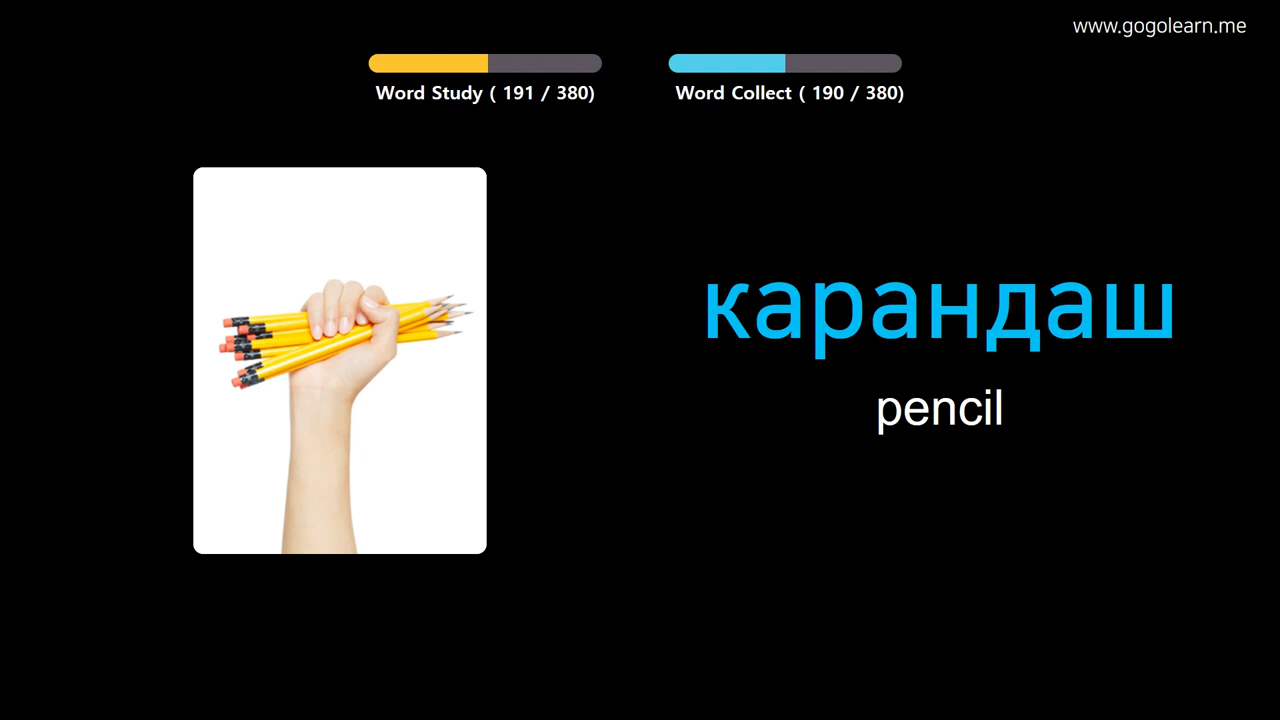 www.gogolearn.me
Word Study ( 191 / 380)
Word Collect ( 190 / 380)
карандаш
pencil